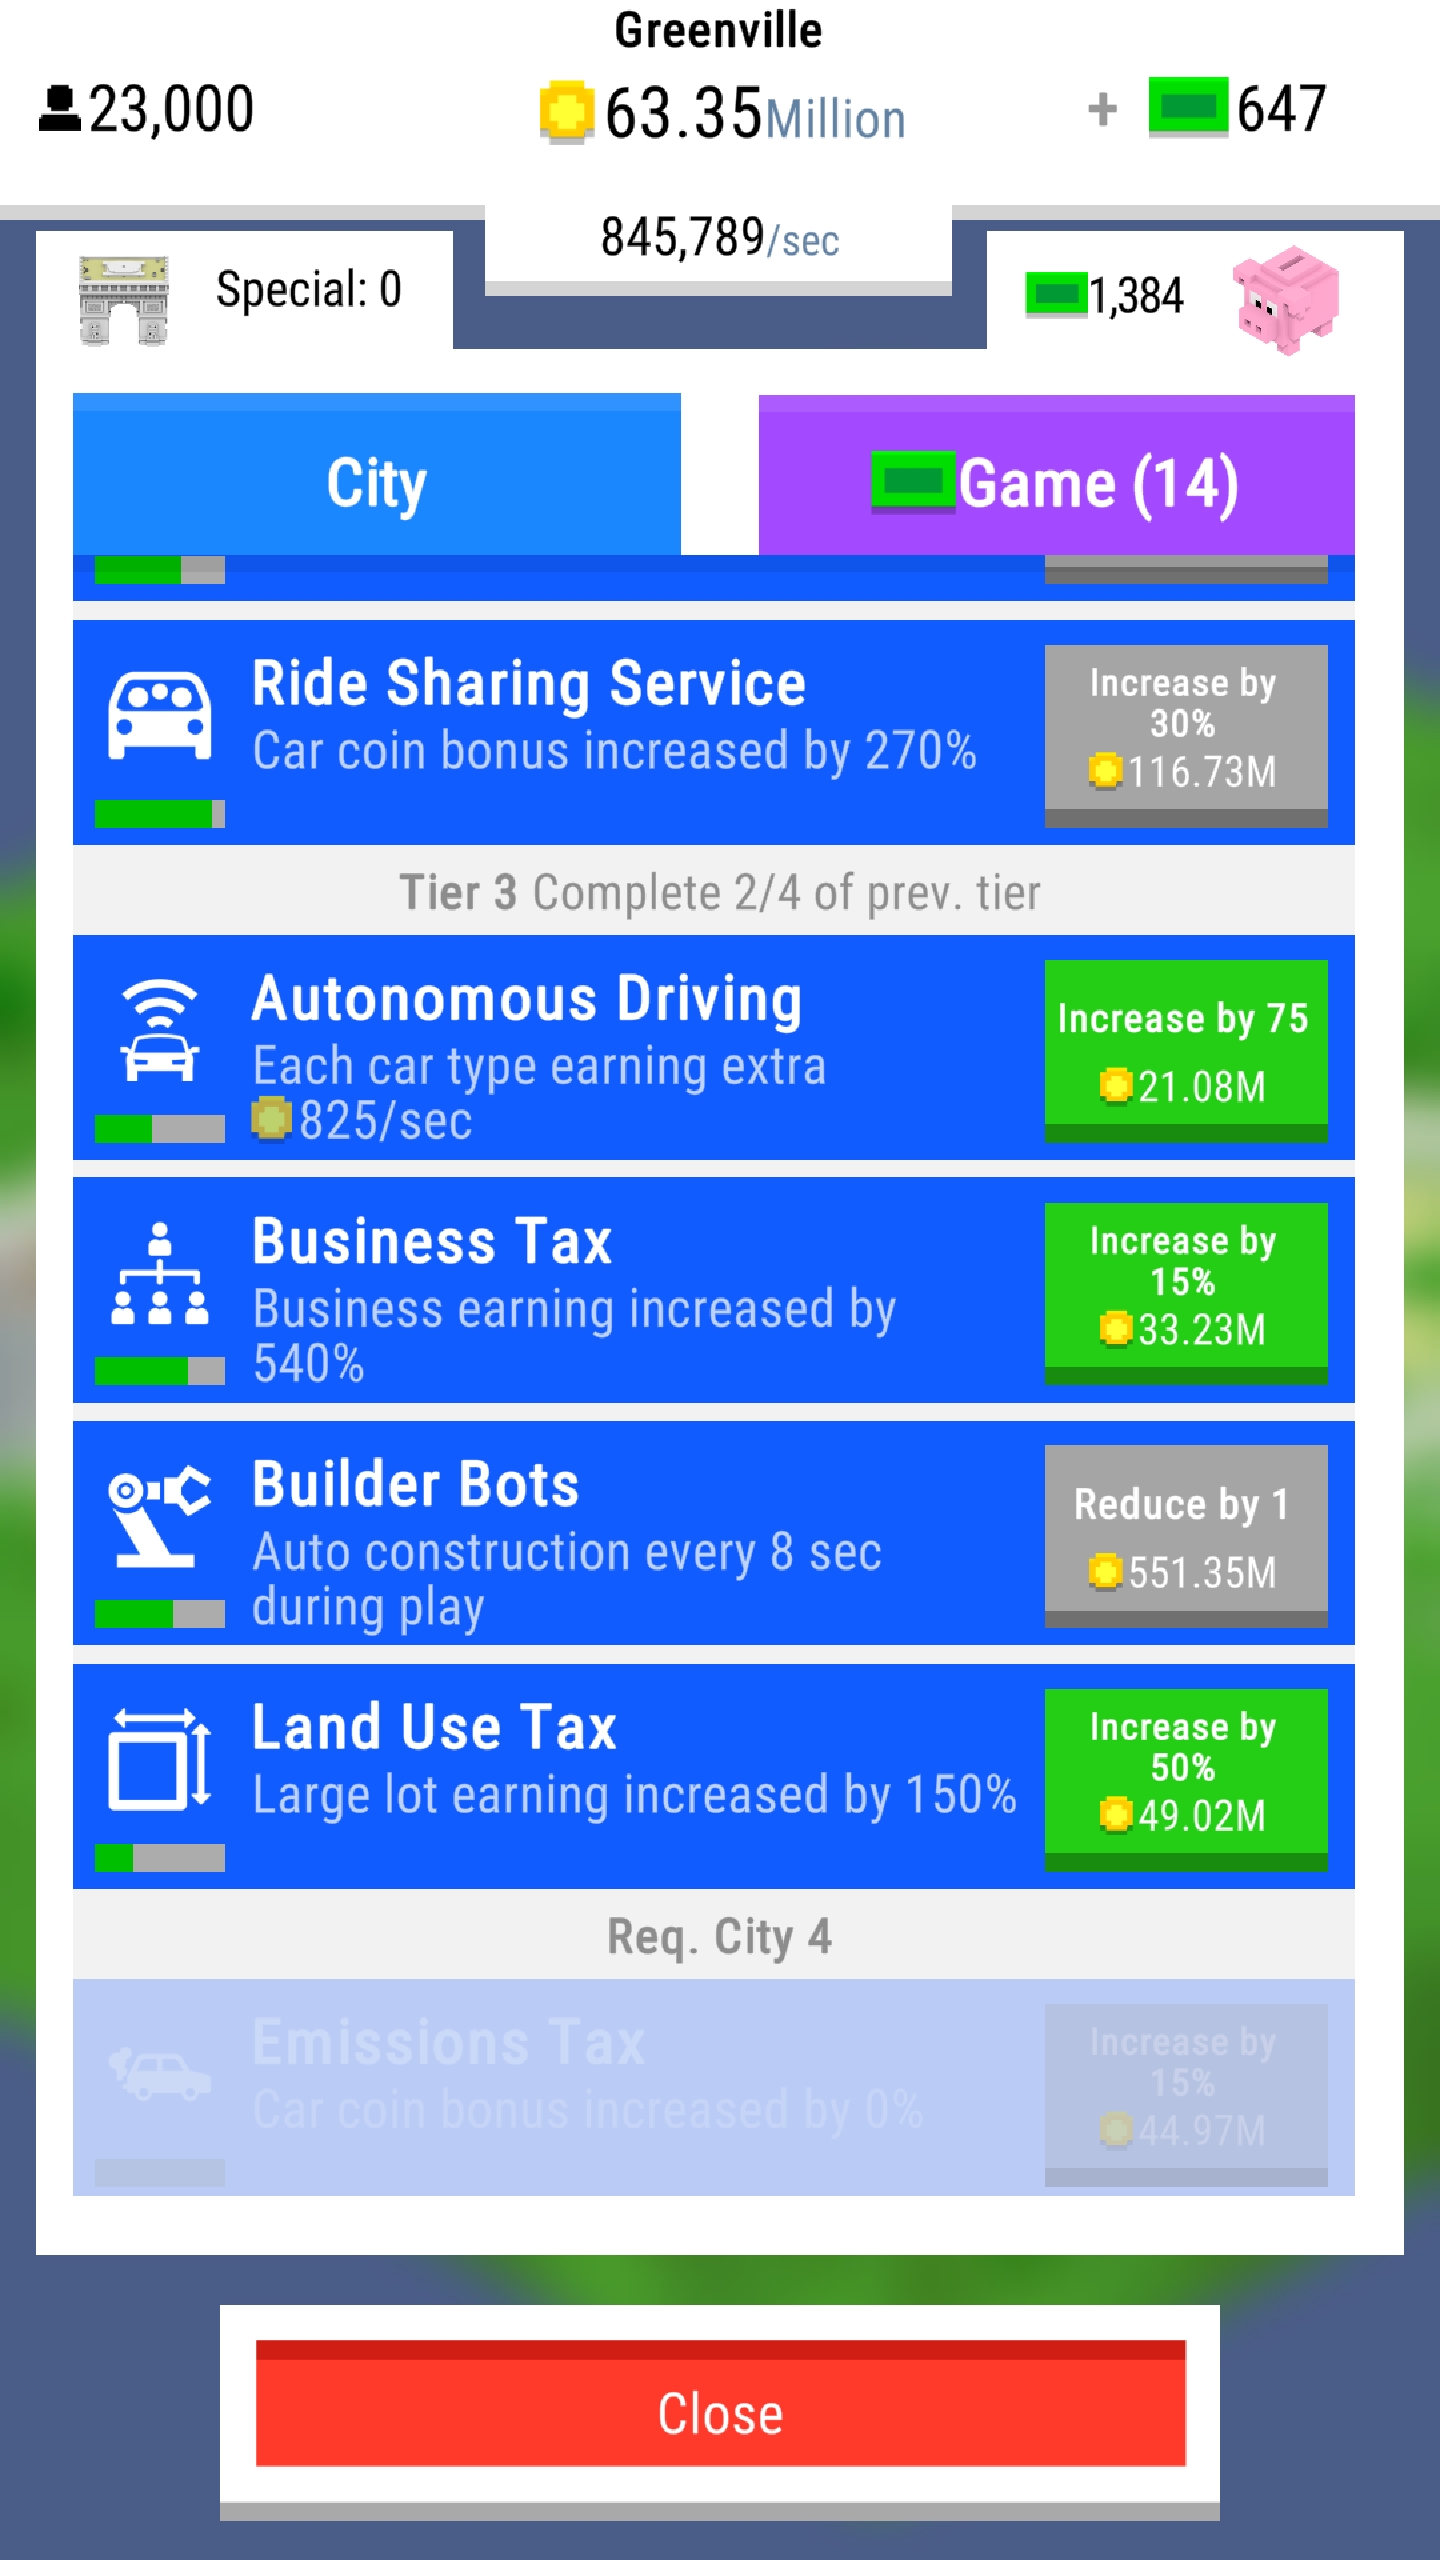 Greenville
23,000
63.35Million
+ 647
845,789/sec
Special: 0
1,384
City
Game (14)
Ride Sharing Service
Car coin bonus increased by 270%
Increase by
30%
116.73M
Tier 3 Complete 2/4 of prev. tier
Autonomous Driving
Each car type earning extra
825/sec
Increase by 75
21.08M
Business Tax
Business earning increased by
540%
Increase by
15%
33.23M
Builder Bots
Auto construction every 8 sec
during play
Reduce by 1
551.35M
Land Use Tax
Large lot earning increased by 150%
Increase by
50%
49.02M
Req. City 4
Emissions Tax
Car coin bonus increased by 0%
Increase by
15%
44.97M
Close